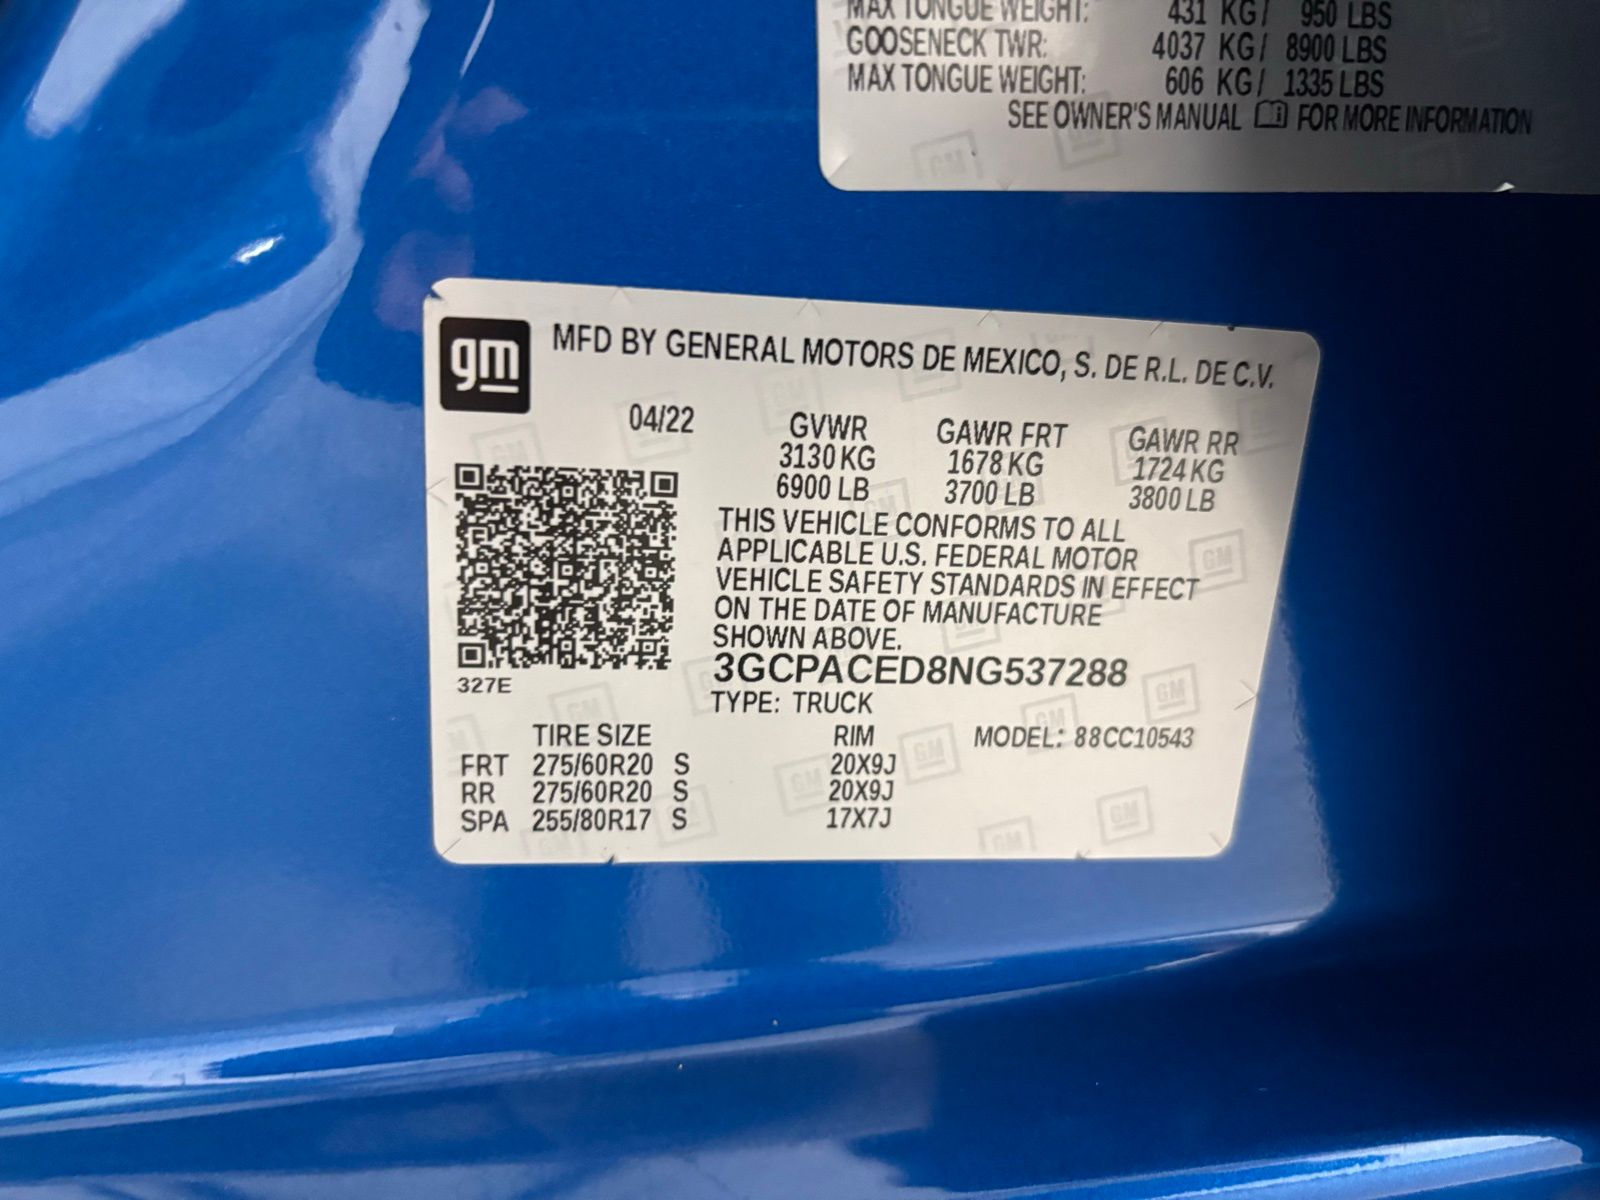 MAX TONGUE WEIGHT: 431 KG/ 950 LBS
GOOSENECK TWR: 4037 KG/ 8900 LBS
MAX TONGUE WEIGHT: 606 KG/ 1335 LBS
SEE OWNER'S MANUAL FOR MORE INFORMATION
gm
MFD BY GENERAL MOTORS DE MEXICO, S. DE R.L. DE C.V.
04/22 GVWR GAWR FRT GAWR RR
3130 KG 1678 KG 1724 KG
6900 LB 3700 LB 3800 LB
THIS VEHICLE CONFORMS TO ALL
APPLICABLE U.S. FEDERAL MOTOR
VEHICLE SAFETY STANDARDS IN EFFECT
ON THE DATE OF MANUFACTURE
SHOWN ABOVE.
327E
3GCPACED8NG537288
TYPE: TRUCK
TIRE SIZE RIM MODEL: 88CC10543
FRT 275/60R20 S 20X9J
RR 275/60R20 S 20X9J
SPA 255/80R17 S 17X7J